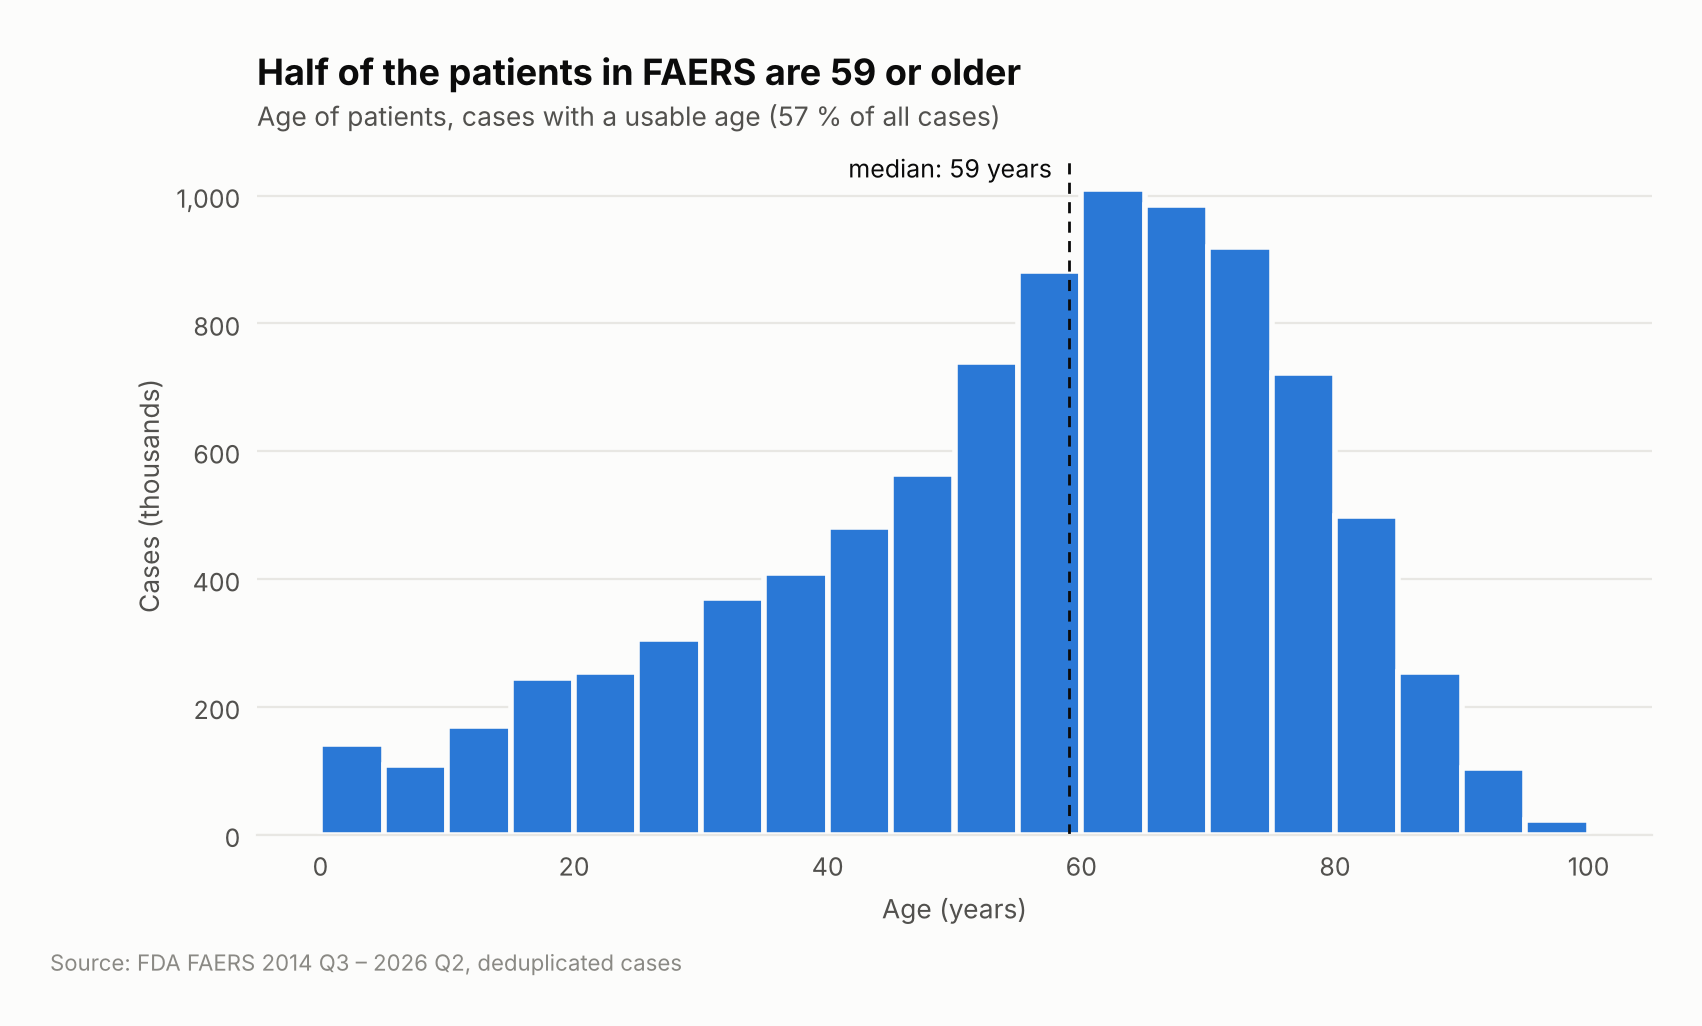 Half of the patients in FAERS are 59 or older
Age of patients, cases with a usable age (57 % of all cases)
median: 59 years
1,000
800
600
400
200
0
Cases (thousands)
0 20 40 60 80 100
Age (years)
Source: FDA FAERS 2014 Q3 – 2026 Q2, deduplicated cases